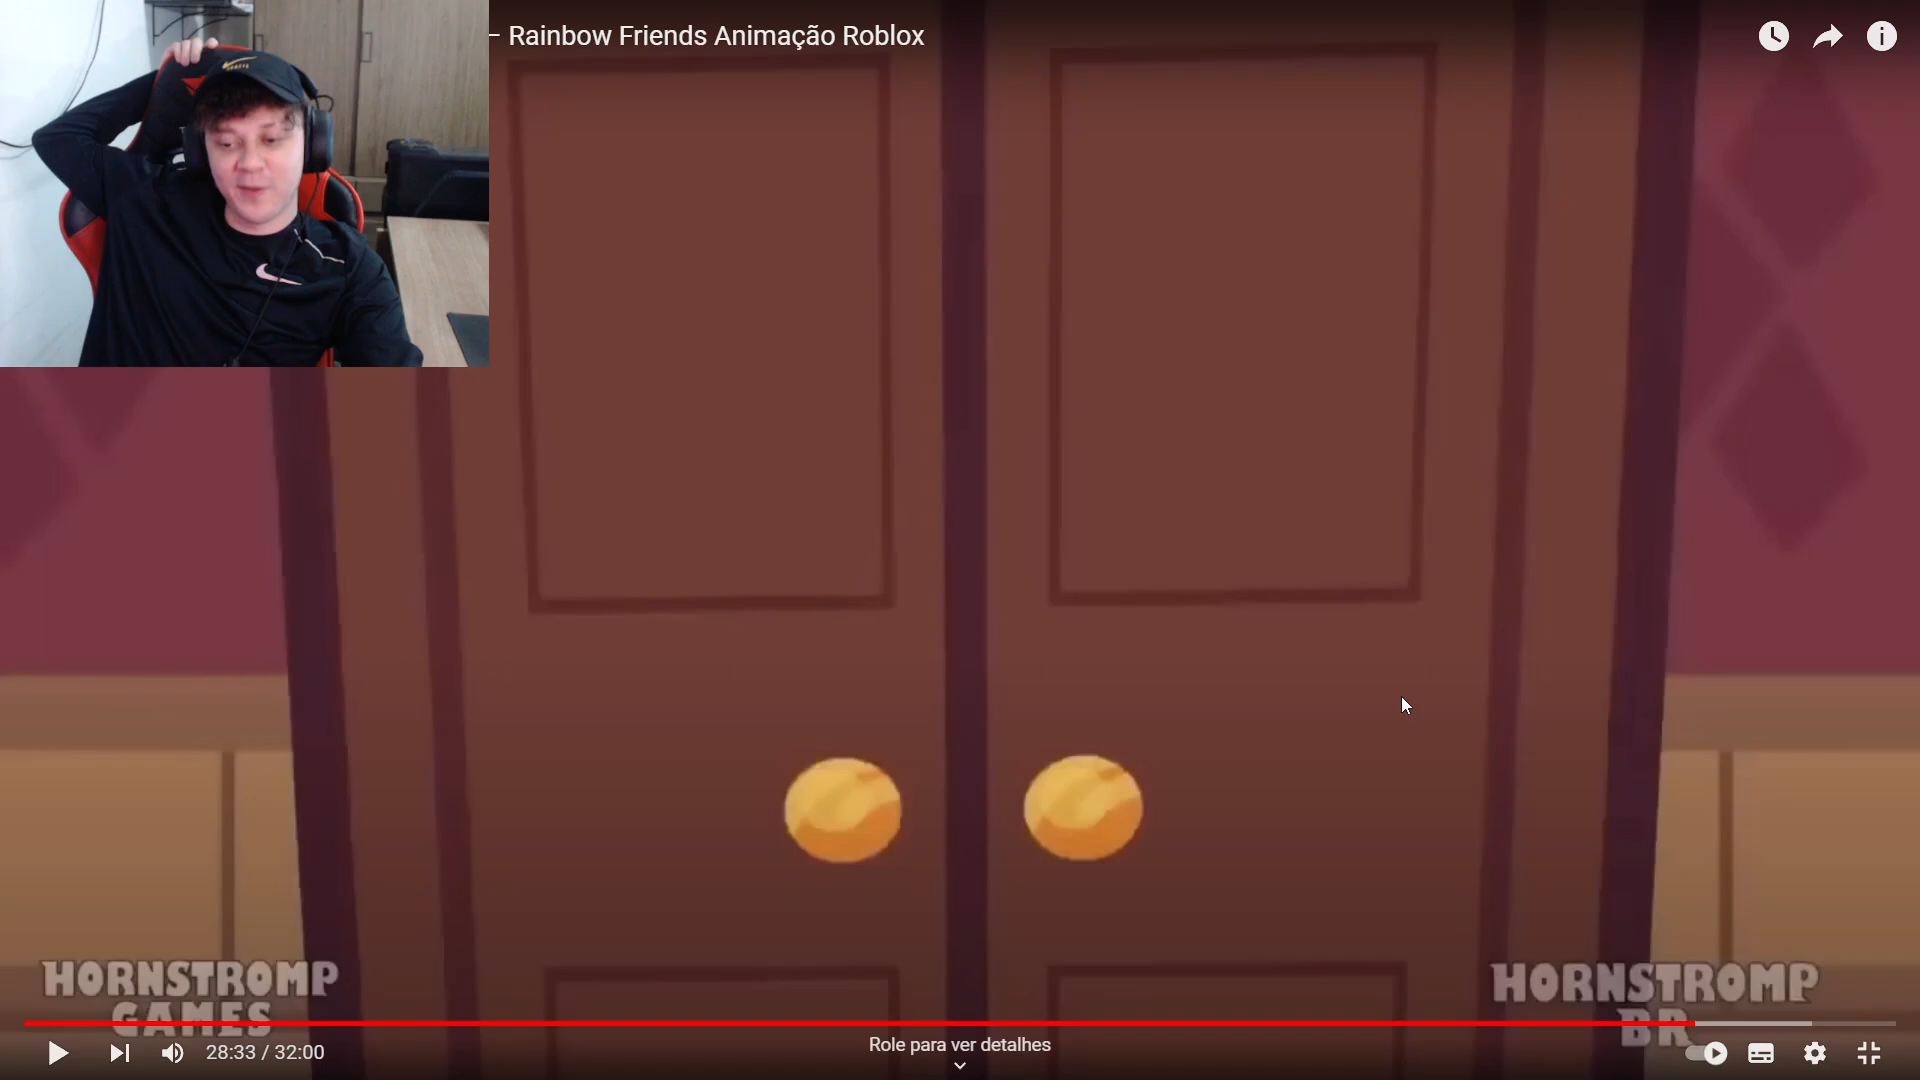 – Rainbow Friends Animação Roblox
HORNSTROMP
GAMES
HORNSTROMP
BR
28:33 / 32:00
Role para ver detalhes